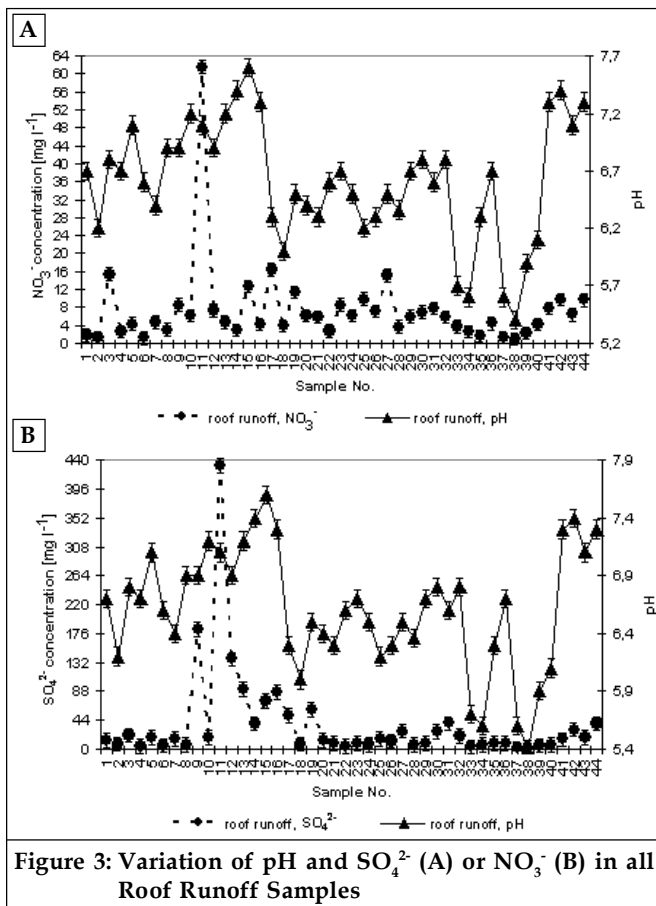 A
64
60
56
52
48
44
40
36
32
28
24
20
16
12
8
4
0
NO₃⁻ concentration [mg l⁻¹]
7,7
7,2
6,7
6,2
5,7
5,2
pH
1 2 3 4 5 6 7 8 9 10 11 12 13 14 15 16 17 18 19 20 21 22 23 24 25 26 27 28 29 30 31 32 33 34 35 36 37 38 39 40 41 42 43 44
Sample No.
roof runoff, NO₃⁻ roof runoff, pH
B
440
396
352
308
264
220
176
132
88
44
0
SO₄²⁻ concentration [mg l⁻¹]
7,9
7,4
6,9
6,4
5,9
5,4
pH
1 2 3 4 5 6 7 8 9 10 11 12 13 14 15 16 17 18 19 20 21 22 23 24 25 26 27 28 29 30 31 32 33 34 35 36 37 38 39 40 41 42 43 44
Sample No.
roof runoff, SO₄²⁻ roof runoff, pH
Figure 3: Variation of pH and SO₄²⁻ (A) or NO₃⁻ (B) in all
Roof Runoff Samples